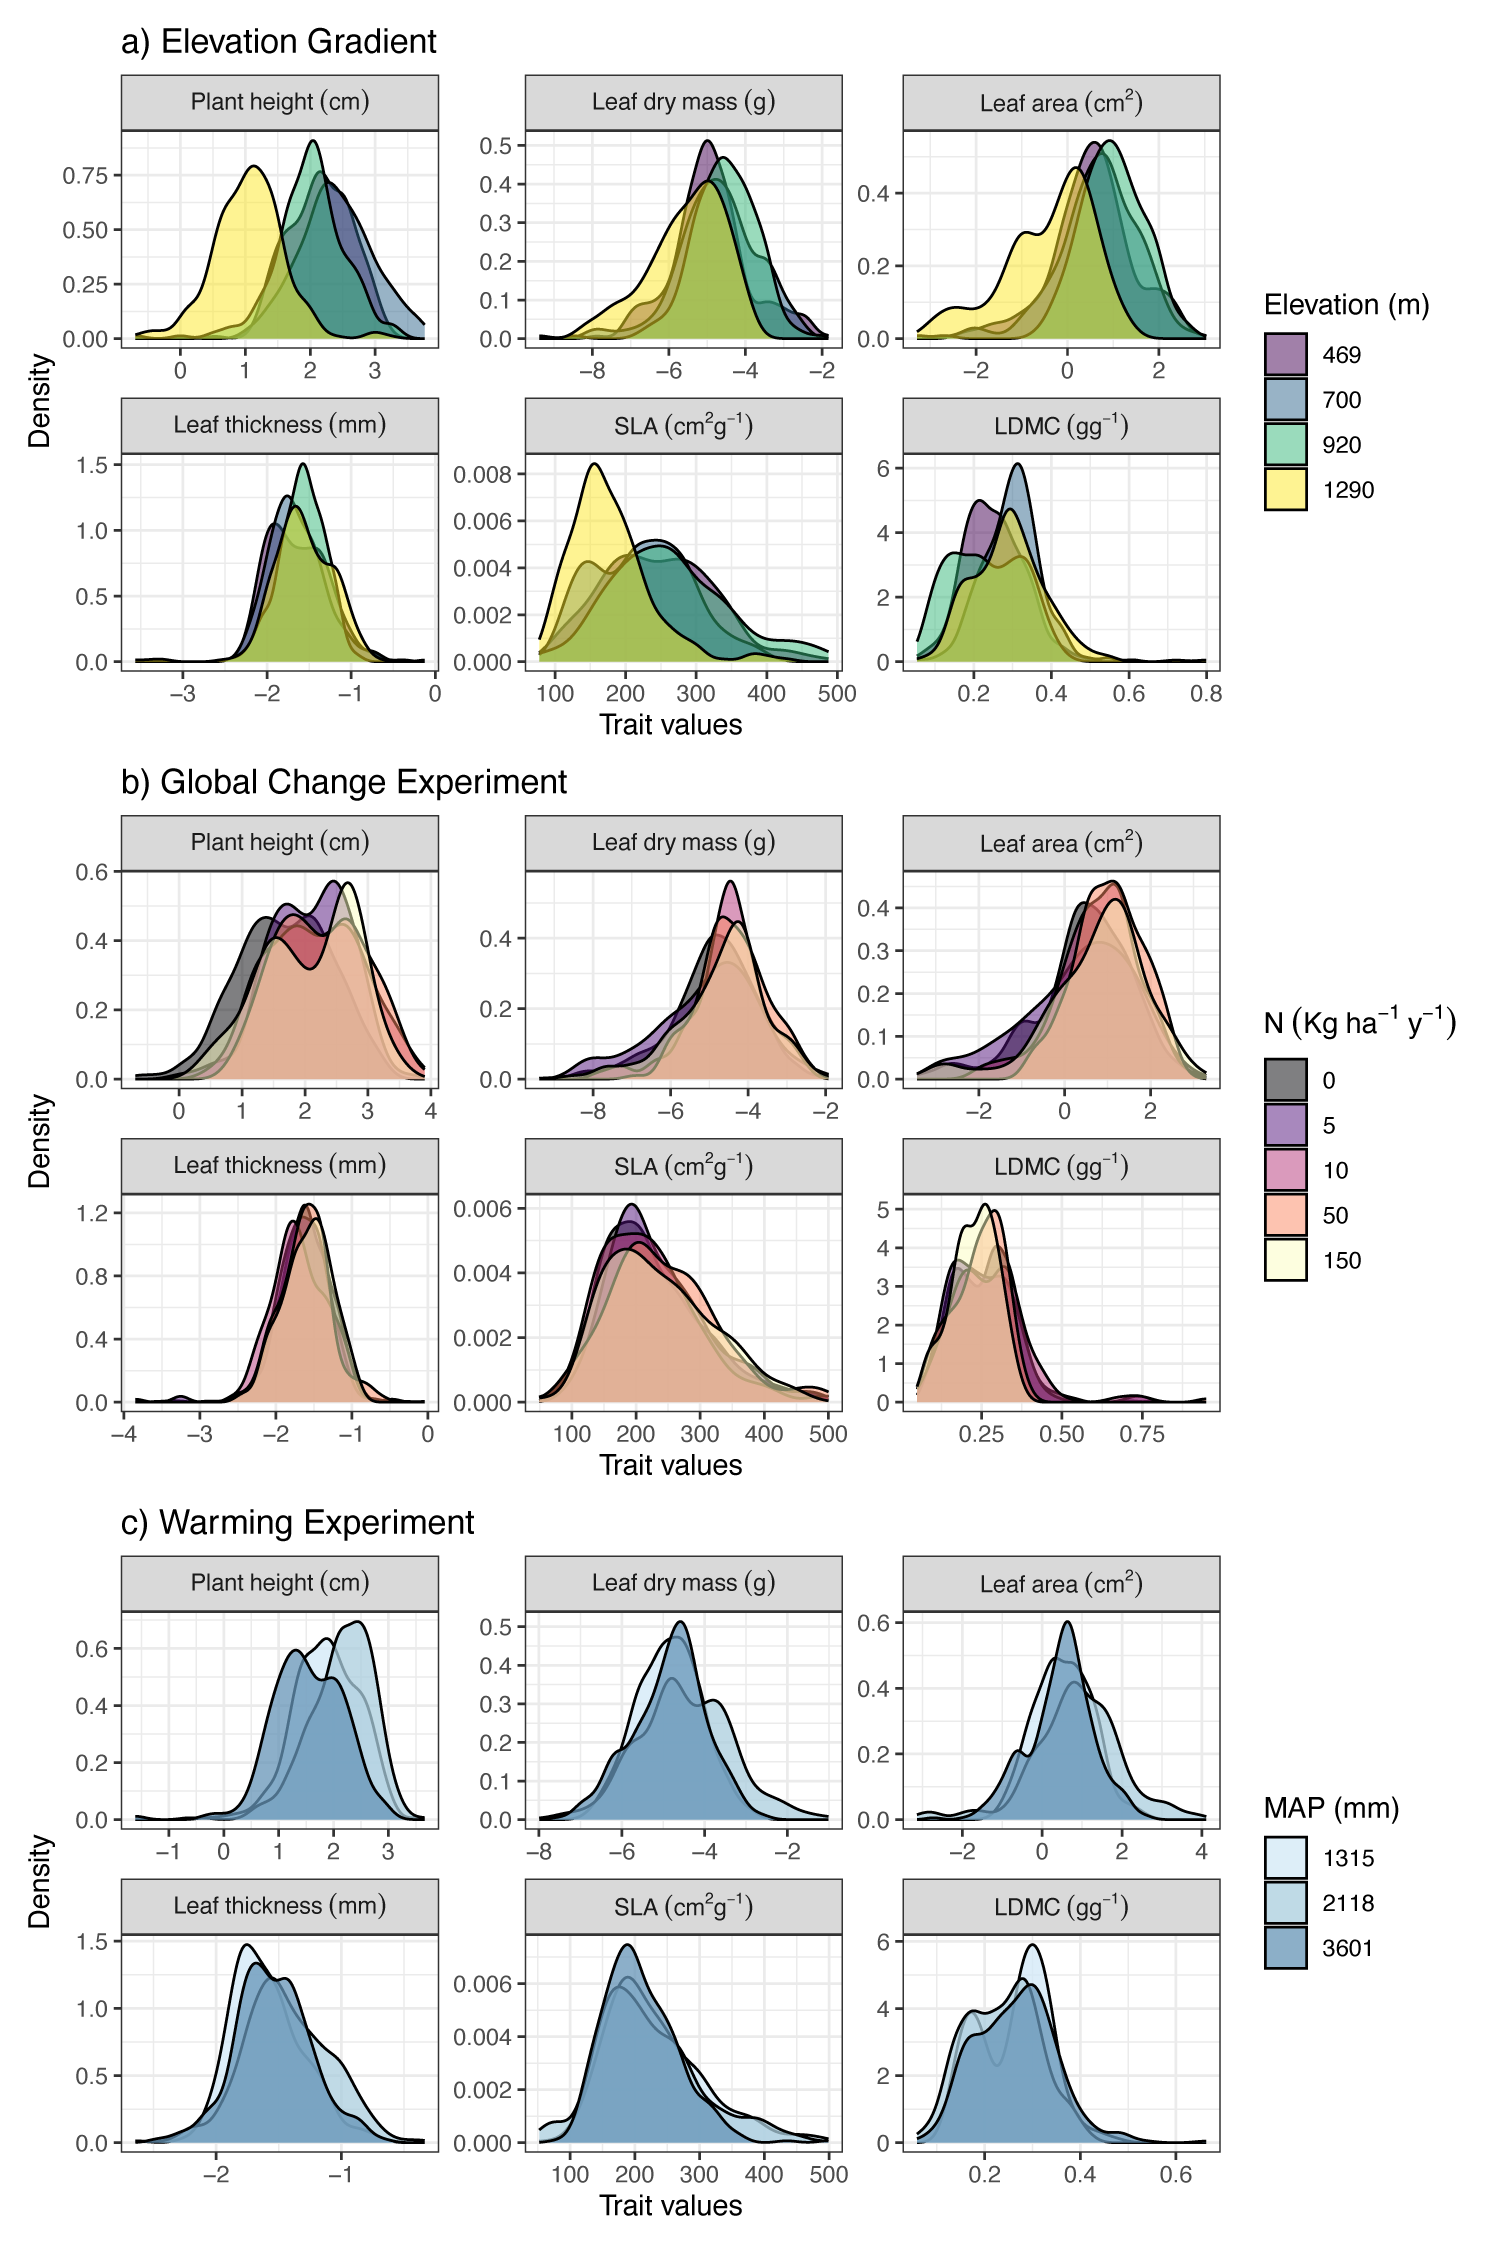 a) Elevation Gradient
Plant height (cm)
Leaf dry mass (g)
Leaf area (cm²)
0.00
0.25
0.50
0.75
0 1 2 3
0.0
0.1
0.2
0.3
0.4
0.5
−8 −6 −4 −2
0.0
0.2
0.4
−2 0 2
Leaf thickness (mm)
SLA (cm²g⁻¹)
LDMC (gg⁻¹)
0.0
0.5
1.0
1.5
−3 −2 −1 0
0.000
0.002
0.004
0.006
0.008
100 200 300 400 500
0
2
4
6
0.2 0.4 0.6 0.8
Density
Trait values
Elevation (m)
469
700
920
1290
b) Global Change Experiment
Plant height (cm)
Leaf dry mass (g)
Leaf area (cm²)
0.0
0.2
0.4
0.6
0 1 2 3 4
0.0
0.2
0.4
−8 −6 −4 −2
0.0
0.1
0.2
0.3
0.4
−2 0 2
Leaf thickness (mm)
SLA (cm²g⁻¹)
LDMC (gg⁻¹)
0.0
0.4
0.8
1.2
−4 −3 −2 −1 0
0.000
0.002
0.004
0.006
100 200 300 400 500
0
1
2
3
4
5
0.25 0.50 0.75
Density
Trait values
N (Kg ha⁻¹ y⁻¹)
0
5
10
50
150
c) Warming Experiment
Plant height (cm)
Leaf dry mass (g)
Leaf area (cm²)
0.0
0.2
0.4
0.6
−1 0 1 2 3
0.0
0.1
0.2
0.3
0.4
0.5
−8 −6 −4 −2
0.0
0.2
0.4
0.6
−2 0 2 4
Leaf thickness (mm)
SLA (cm²g⁻¹)
LDMC (gg⁻¹)
0.0
0.5
1.0
1.5
−2 −1
0.000
0.002
0.004
0.006
100 200 300 400 500
0
2
4
6
0.2 0.4 0.6
Density
Trait values
MAP (mm)
1315
2118
3601